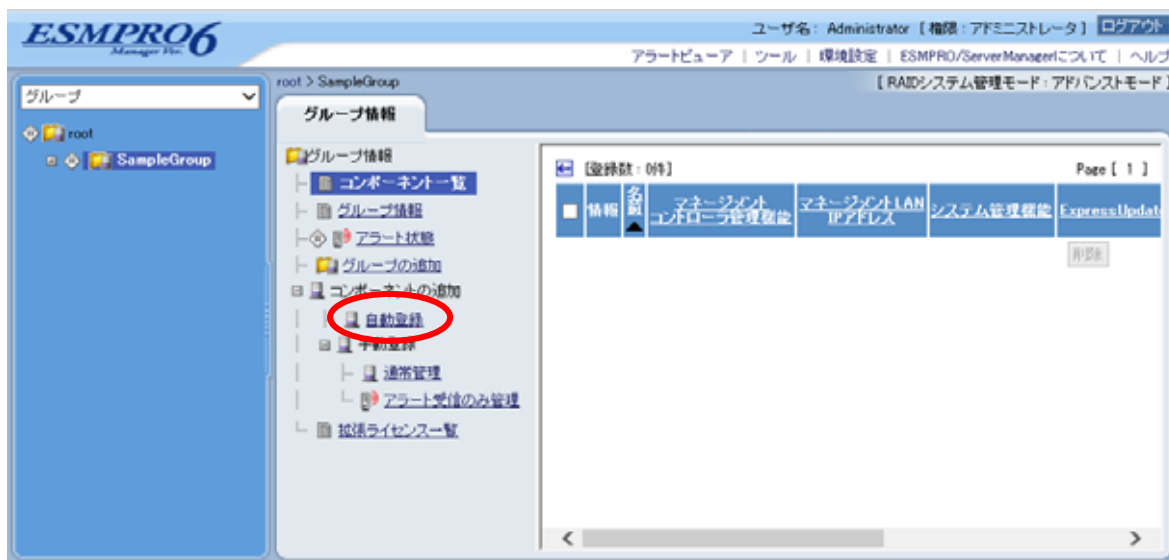 ESMPRO6
Manager Ver.
ユーザ名： Administrator [ 権限：アドミニストレータ ] ログアウト
アラートビューア | ツール | 環境設定 | ESMPRO/ServerManagerについて | ヘルプ
グループ
root
SampleGroup
root > SampleGroup
[ RAIDシステム管理モード：アドバンストモード ]
グループ情報
グループ情報
コンポーネント一覧
グループ情報
アラート状態
グループの追加
コンポーネントの追加
自動登録
手動登録
通常管理
アラート受信のみ管理
拡張ライセンス一覧
[登録数：0件]
Page [ 1 ]
情報
名前
マネージメント
コントローラ管理機能
マネージメントLAN
IPアドレス
システム管理機能
ExpressUpdat
削除